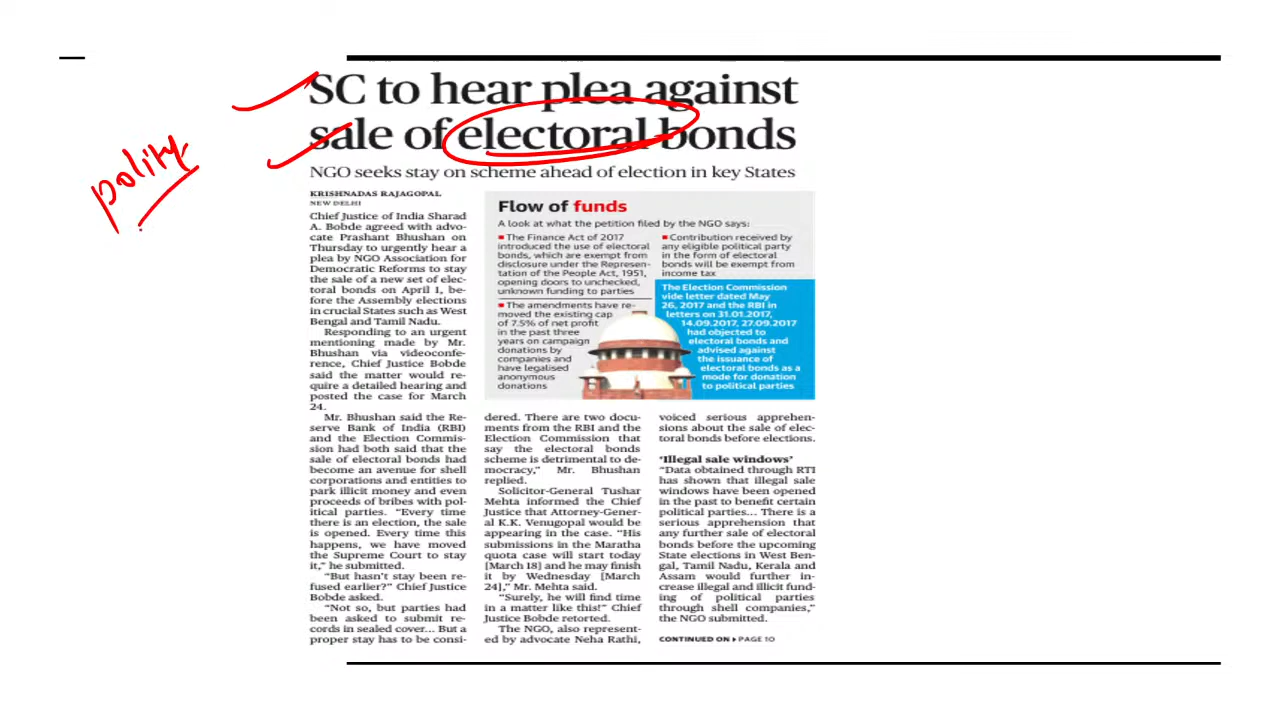 polity
SC to hear plea against
sale of electoral bonds
NGO seeks stay on scheme ahead of election in key States
KRISHNADAS RAJAGOPAL
NEW DELHI
Chief Justice of India Sharad
A. Bobde agreed with advo-
cate Prashant Bhushan on
Thursday to urgently hear a
plea by NGO Association for
Democratic Reforms to stay
the sale of a new set of elec-
toral bonds on April 1, be-
fore the Assembly elections
in crucial States such as West
Bengal and Tamil Nadu.
Responding to an urgent
mentioning made by Mr.
Bhushan via videoconfe-
rence, Chief Justice Bobde
said the matter would re-
quire a detailed hearing and
posted the case for March
24.
Mr. Bhushan said the Re-
serve Bank of India (RBI)
and the Election Commis-
sion had both said that the
sale of electoral bonds had
become an avenue for shell
corporations and entities to
park illicit money and even
proceeds of bribes with pol-
itical parties. “Every time
there is an election, the sale
is opened. Every time this
happens, we have moved
the Supreme Court to stay
it,” he submitted.
“But hasn’t stay been re-
fused earlier?” Chief Justice
Bobde asked.
“Not so, but parties had
been asked to submit re-
cords in sealed cover... But a
proper stay has to be consi-
Flow of funds
A look at what the petition filed by the NGO says:
■ The Finance Act of 2017
introduced the use of electoral
bonds, which are exempt from
disclosure under the Represen-
tation of the People Act, 1951,
opening doors to unchecked,
unknown funding to parties
■ The amendments have re-
moved the existing cap
of 7.5% of net profit
in the past three
years on campaign
donations by
companies and
have legalised
anonymous
donations
■ Contribution received by
any eligible political party
in the form of electoral
bonds will be exempt from
income tax
The Election Commission
vide letter dated May
26, 2017 and the RBI in
letters on 31.01.2017,
14.09.2017, 27.09.2017
had objected to
electoral bonds and
advised against
the issuance of
electoral bonds as a
mode for donation
to political parties
dered. There are two docu-
ments from the RBI and the
Election Commission that
say the electoral bonds
scheme is detrimental to de-
mocracy,” Mr. Bhushan
replied.
Solicitor-General Tushar
Mehta informed the Chief
Justice that Attorney-Gener-
al K.K. Venugopal would be
appearing in the case. “His
submissions in the Maratha
quota case will start today
[March 18] and he may finish
it by Wednesday [March
24],” Mr. Mehta said.
“Surely, he will find time
in a matter like this!” Chief
Justice Bobde retorted.
The NGO, also represent-
ed by advocate Neha Rathi,
voiced serious apprehen-
sions about the sale of elec-
toral bonds before elections.
‘Illegal sale windows’
“Data obtained through RTI
has shown that illegal sale
windows have been opened
in the past to benefit certain
political parties... There is a
serious apprehension that
any further sale of electoral
bonds before the upcoming
State elections in West Ben-
gal, Tamil Nadu, Kerala and
Assam would further in-
crease illegal and illicit fund-
ing of political parties
through shell companies,”
the NGO submitted.
CONTINUED ON ▶ PAGE 10